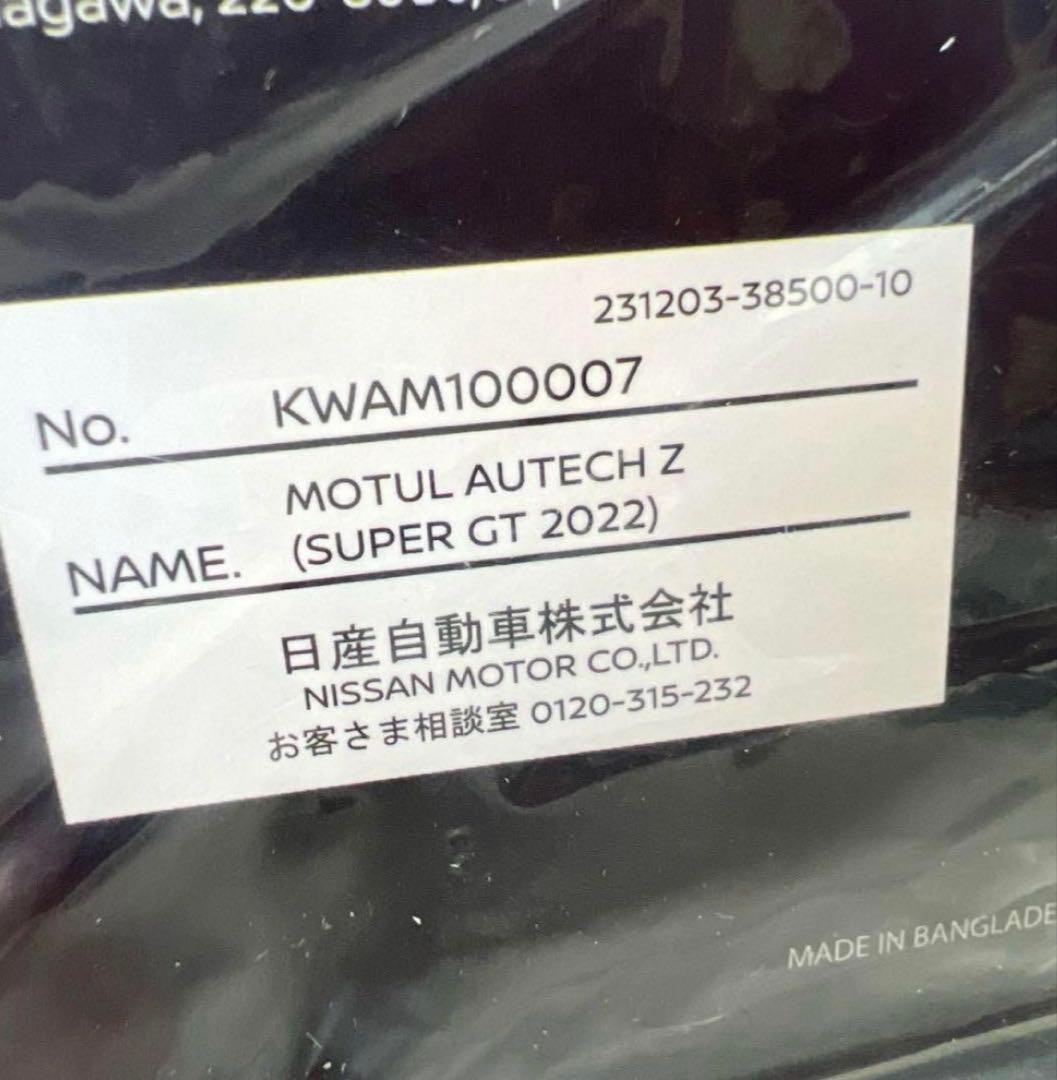 231203-38500-10
No. KWAM100007
MOTUL AUTECH Z
NAME. (SUPER GT 2022)
日産自動車株式会社
NISSAN MOTOR CO.,LTD.
お客さま相談室 0120-315-232
MADE IN BANGLADE